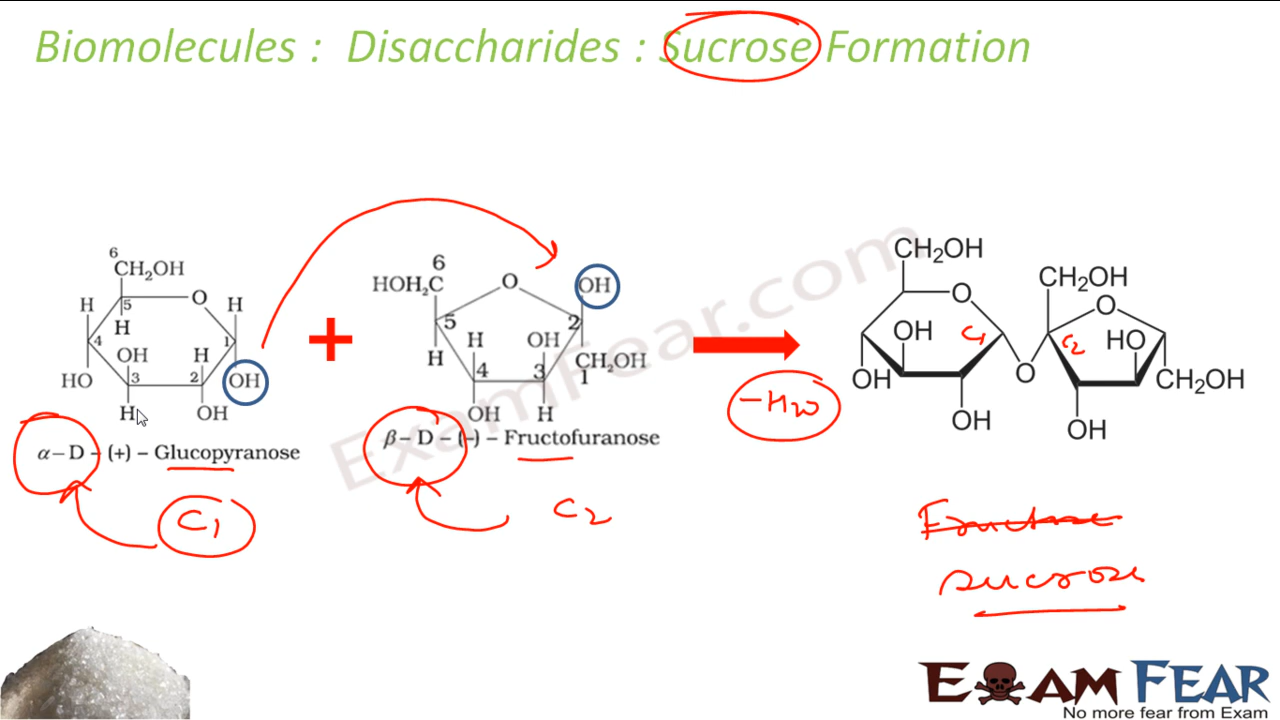 Biomolecules : Disaccharides : Sucrose Formation
ExamFear.com
6
CH₂OH
H
5
O
H
H
4
OH
H
1
HO
3
2
OH
H
OH
α–D–(+)–Glucopyranose
C1
+
6
HOH₂C
O
OH
5
2
H
OH
H
4
3
CH₂OH
1
OH
H
β–D–(–)–Fructofuranose
C2
–H2O
CH₂OH
O
CH₂OH
O
OH
C1
C2
HO
OH
O
CH₂OH
OH
OH
Fructose
sucrose
EXAM FEAR
No more fear from Exam